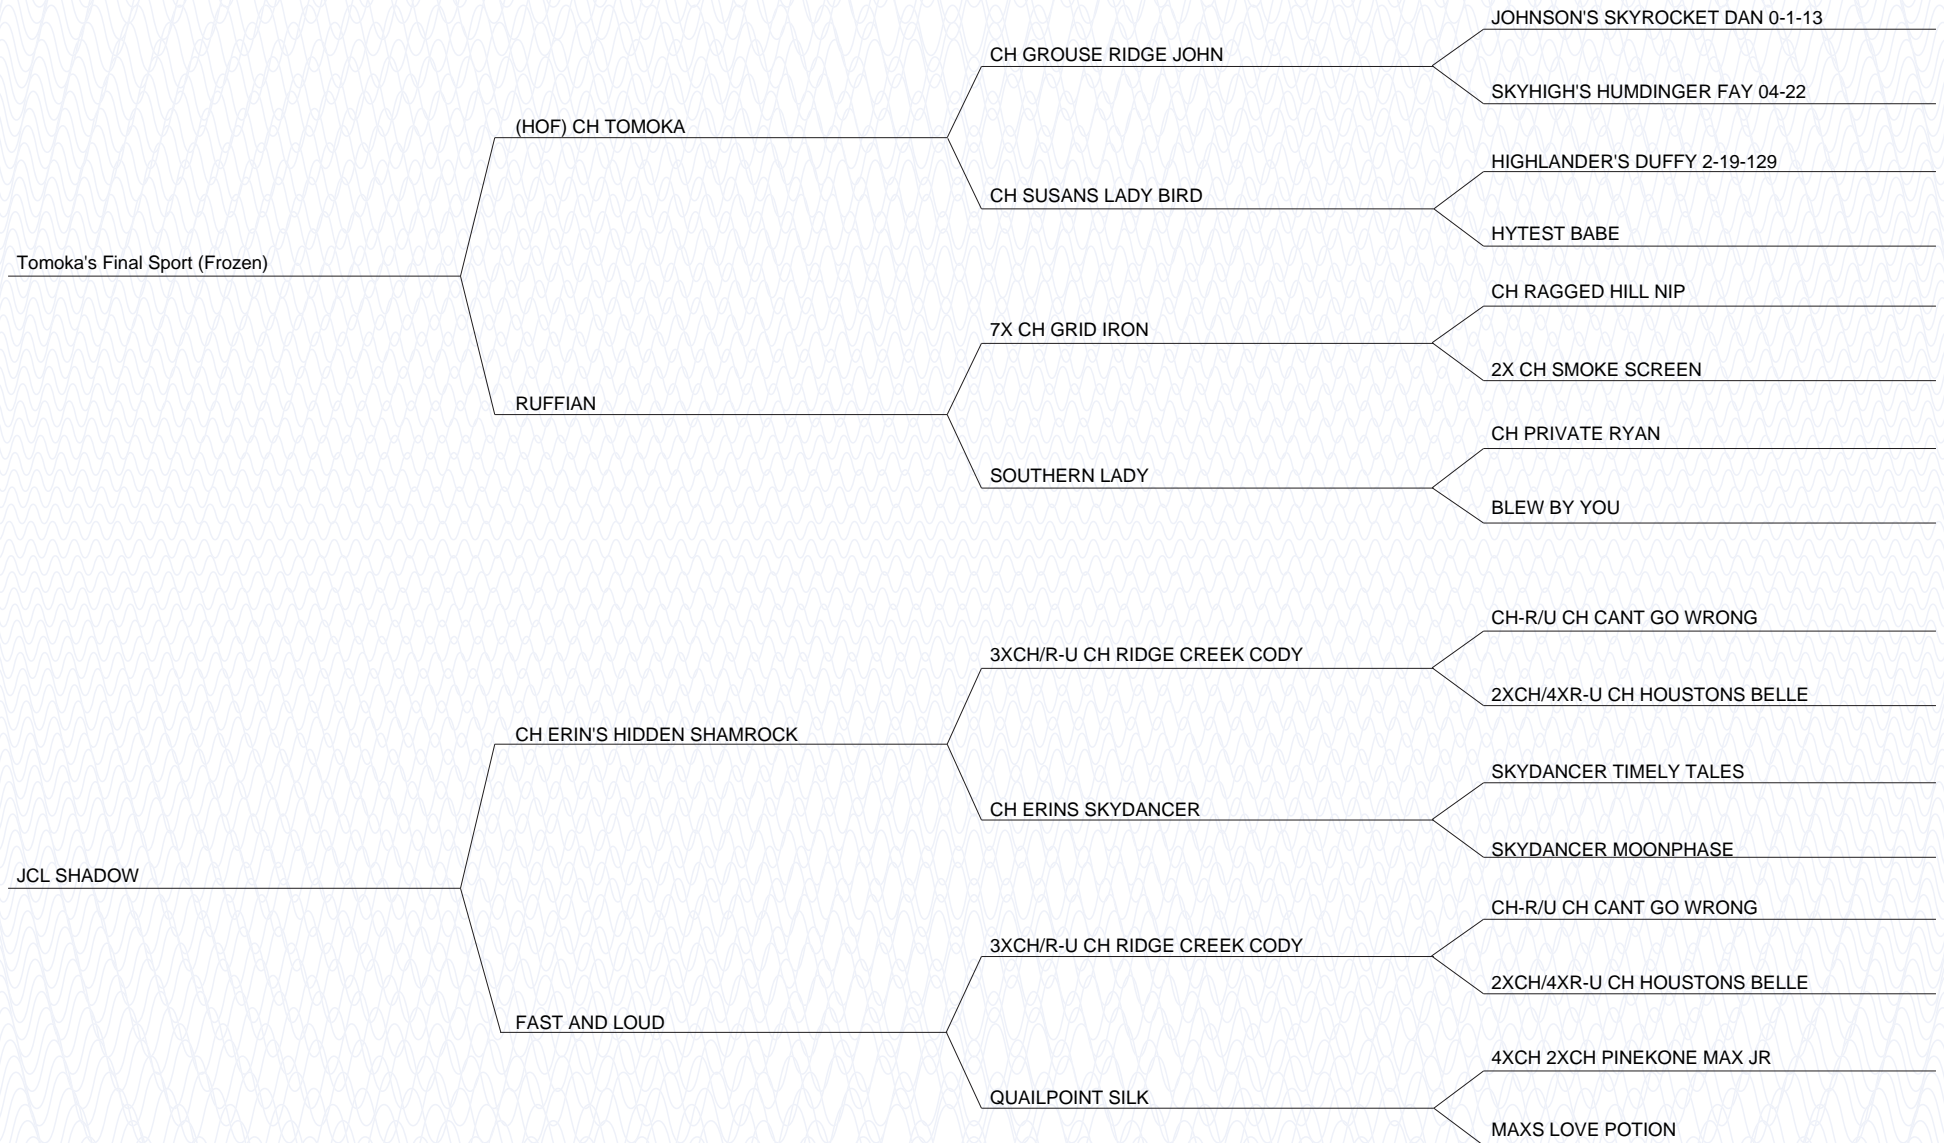 JOHNSON'S SKYROCKET DAN 0-1-13
CH GROUSE RIDGE JOHN
SKYHIGH'S HUMDINGER FAY 04-22
(HOF) CH TOMOKA
HIGHLANDER'S DUFFY 2-19-129
CH SUSANS LADY BIRD
HYTEST BABE
Tomoka's Final Sport (Frozen)
CH RAGGED HILL NIP
7X CH GRID IRON
2X CH SMOKE SCREEN
RUFFIAN
CH PRIVATE RYAN
SOUTHERN LADY
BLEW BY YOU
CH-R/U CH CANT GO WRONG
3XCH/R-U CH RIDGE CREEK CODY
2XCH/4XR-U CH HOUSTONS BELLE
CH ERIN'S HIDDEN SHAMROCK
SKYDANCER TIMELY TALES
CH ERINS SKYDANCER
SKYDANCER MOONPHASE
JCL SHADOW
CH-R/U CH CANT GO WRONG
3XCH/R-U CH RIDGE CREEK CODY
2XCH/4XR-U CH HOUSTONS BELLE
FAST AND LOUD
4XCH 2XCH PINEKONE MAX JR
QUAILPOINT SILK
MAXS LOVE POTION